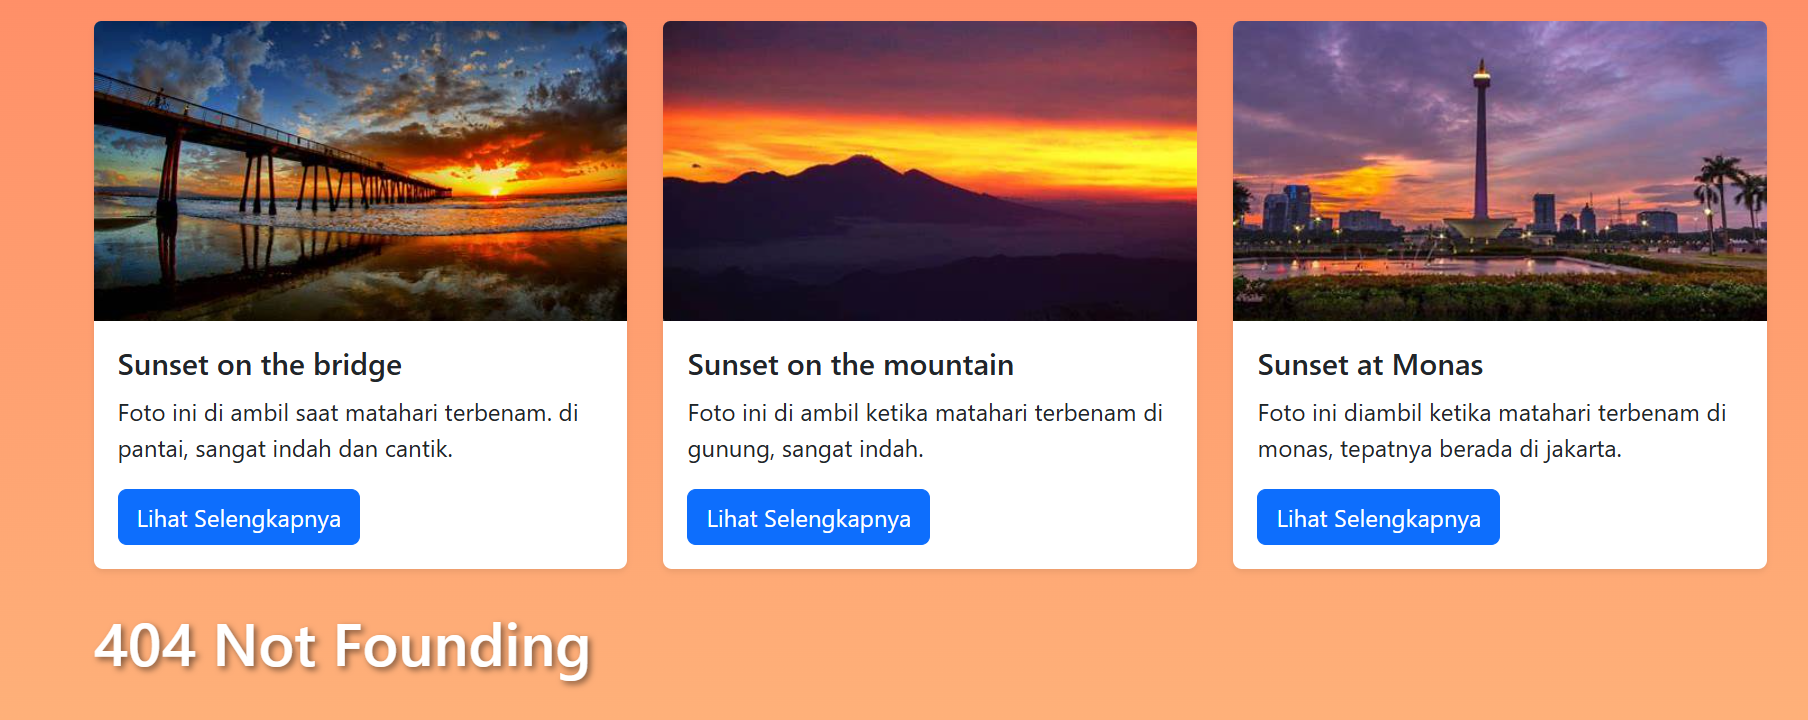 Sunset on the bridge
Foto ini di ambil saat matahari terbenam. di
pantai, sangat indah dan cantik.
Lihat Selengkapnya
Sunset on the mountain
Foto ini di ambil ketika matahari terbenam di
gunung, sangat indah.
Lihat Selengkapnya
Sunset at Monas
Foto ini diambil ketika matahari terbenam di
monas, tepatnya berada di jakarta.
Lihat Selengkapnya
404 Not Founding